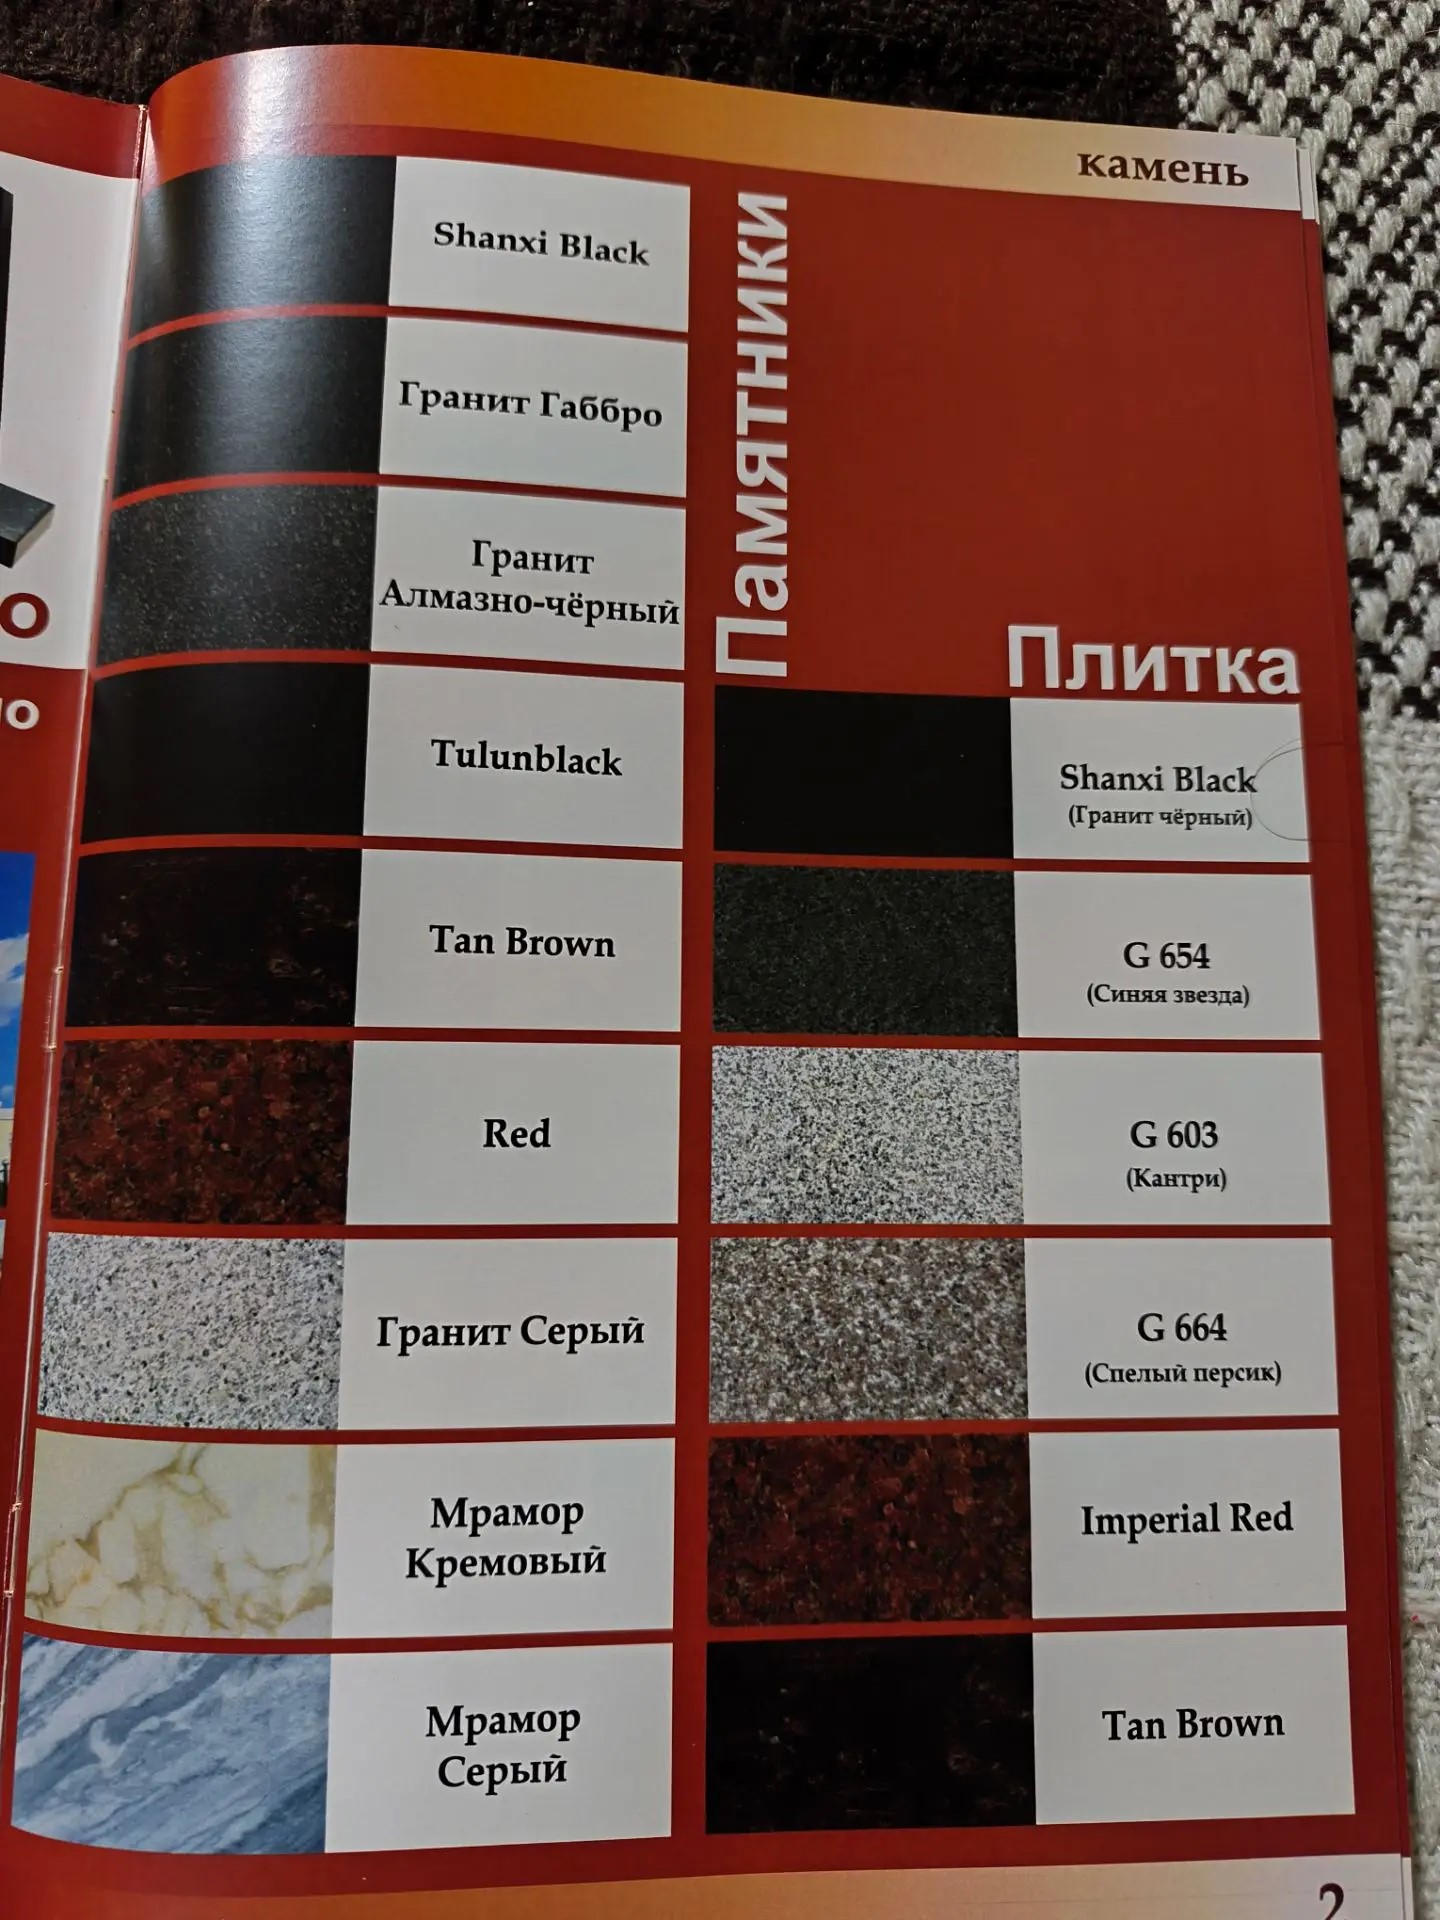 камень
Памятники
Shanxi Black
Гранит Габбро
Гранит
Алмазно-чёрный
Tulunblack
Tan Brown
Red
Гранит Серый
Мрамор
Кремовый
Мрамор
Серый
Плитка
Shanxi Black
(Гранит чёрный)
G 654
(Синяя звезда)
G 603
(Кантри)
G 664
(Спелый персик)
Imperial Red
Tan Brown
2